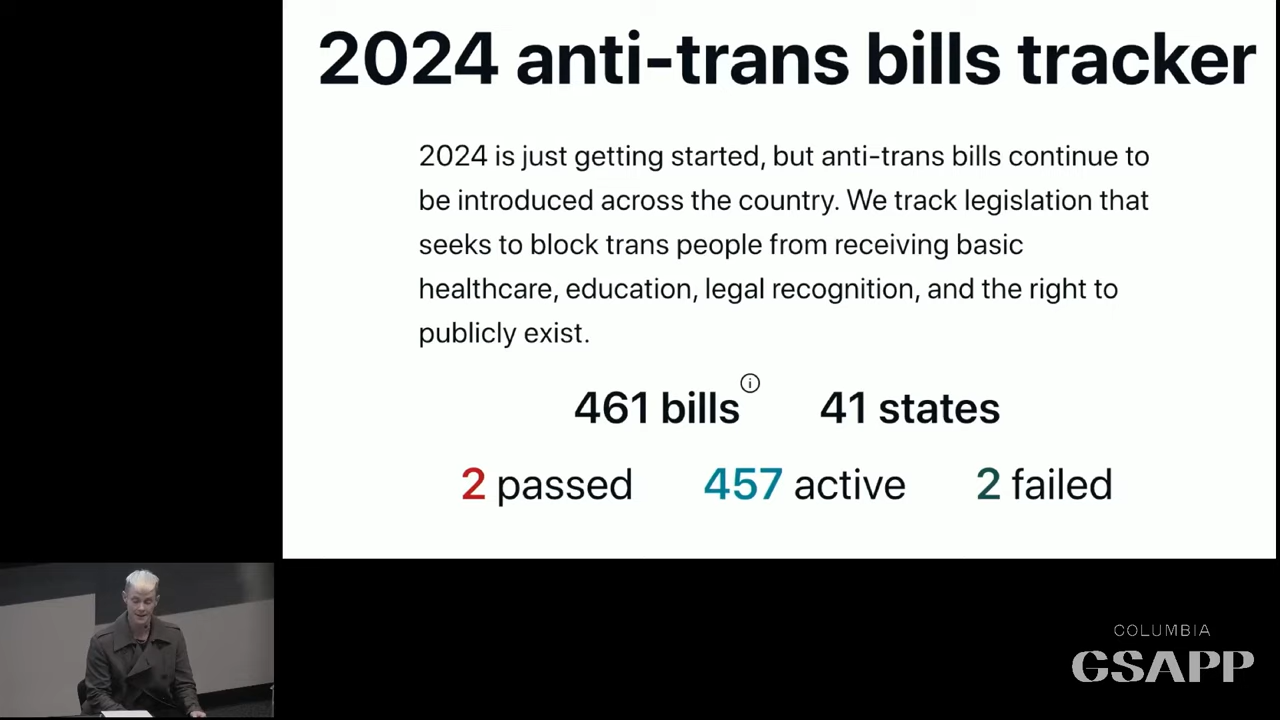 2024 anti-trans bills tracker
2024 is just getting started, but anti-trans bills continue to
be introduced across the country. We track legislation that
seeks to block trans people from receiving basic
healthcare, education, legal recognition, and the right to
publicly exist.
461 bills 41 states
2 passed 457 active 2 failed
COLUMBIA
GSAPP